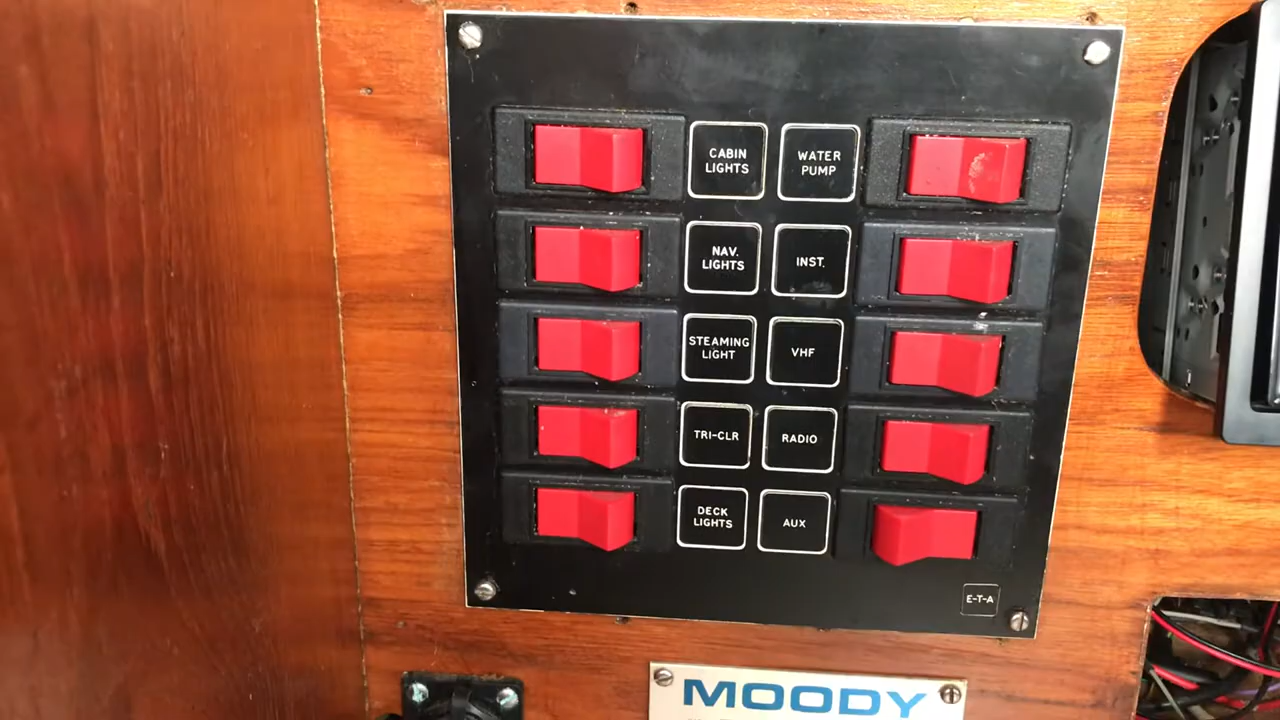 CABIN
LIGHTS
WATER
PUMP
NAV.
LIGHTS
INST.
STEAMING
LIGHT
VHF
TRI-CLR
RADIO
DECK
LIGHTS
AUX
E-T-A
MOODY